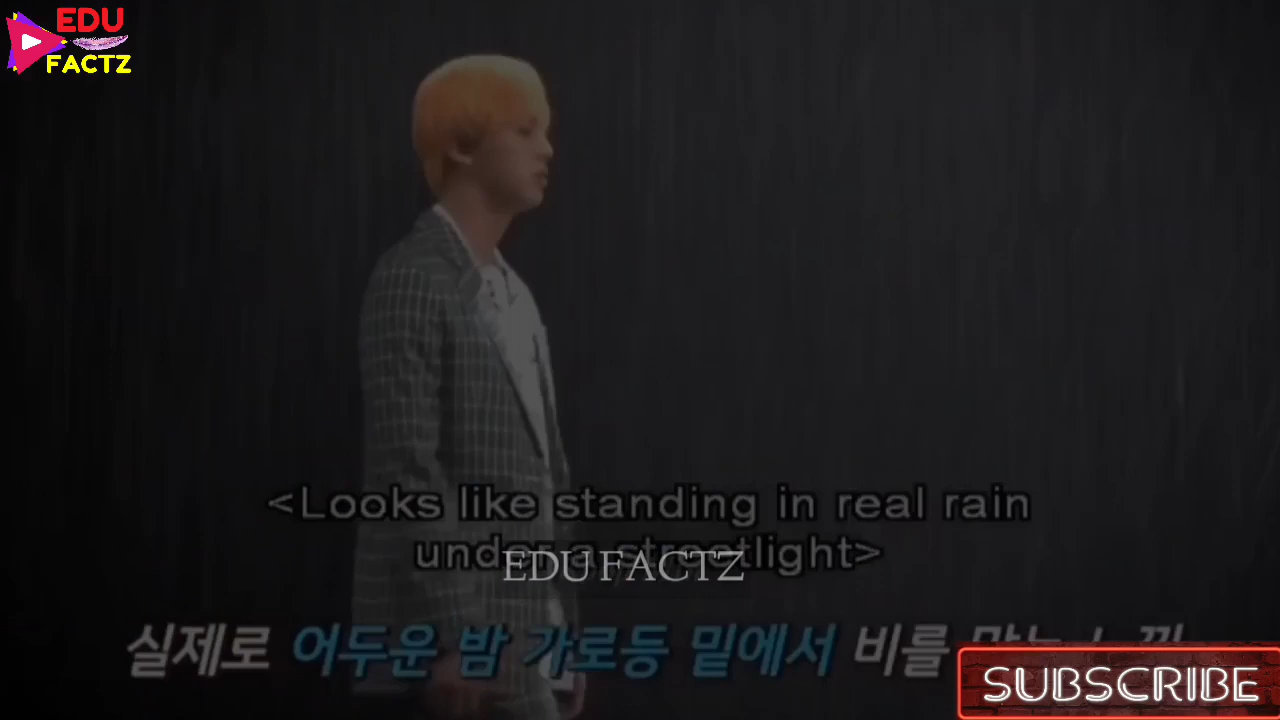 EDU
FACTZ
<Looks like standing in real rain
under a streetlight>
EDU FACTZ
실제로 어두운 밤 가로등 밑에서 비를
SUBSCRIBE